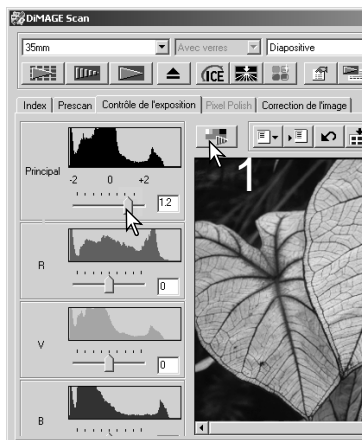 DiMAGE Scan
35mm
Avec verres
Diapositive
ICE
Index
Prescan
Contrôle de l'exposition
Pixel Polish
Correction de l'image
Principal
-2 0 +2
1.2
1
R
0
V
0
B